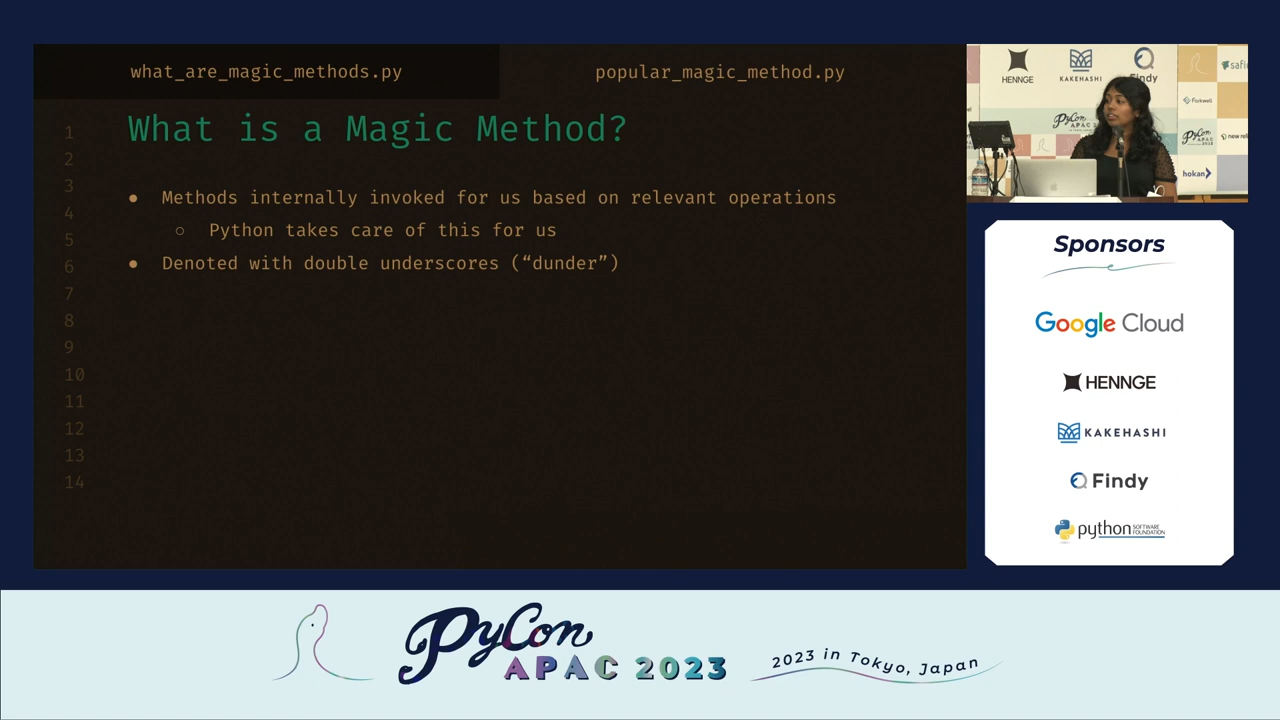 what_are_magic_methods.py
popular_magic_method.py
What is a Magic Method?
1
2
3
4
5
6
7
8
9
10
11
12
13
14
● Methods internally invoked for us based on relevant operations
○ Python takes care of this for us
● Denoted with double underscores (“dunder”)
HENNGE
KAKEHASHI
Findy
Forkwell
PyCon
hokan
Sponsors
Google Cloud
HENNGE
KAKEHASHI
Findy
python SOFTWARE FOUNDATION
PyCon
APAC 2023
2023 in Tokyo, Japan